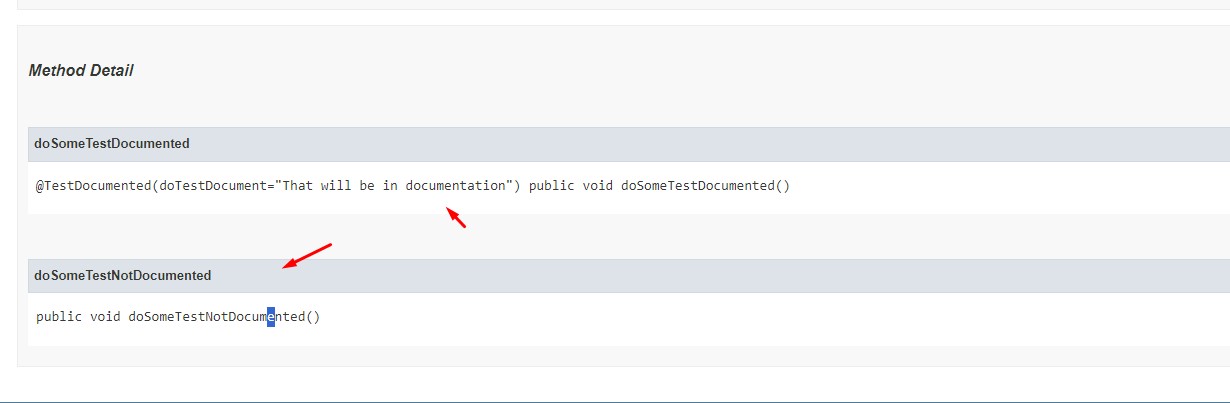 Method Detail
doSomeTestDocumented
@TestDocumented(doTestDocument="That will be in documentation") public void doSomeTestDocumented()
doSomeTestNotDocumented
public void doSomeTestNotDocumented()